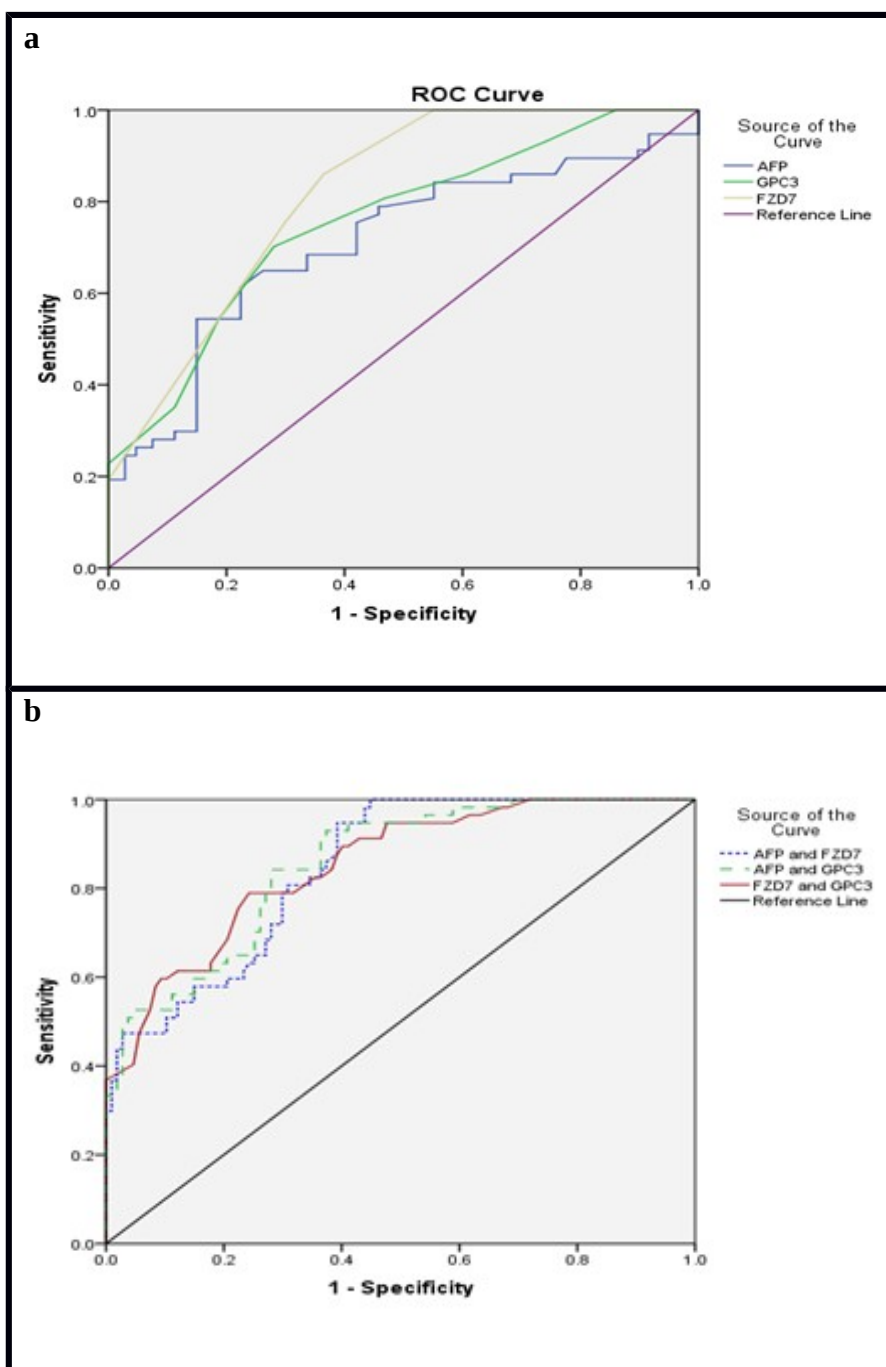 a
ROC Curve
1.0
0.8
0.6
0.4
0.2
0.0
Sensitivity
0.0 0.2 0.4 0.6 0.8 1.0
1 - Specificity
Source of the
Curve
AFP
GPC3
FZD7
Reference Line
b
1.0
0.8
0.6
0.4
0.2
0.0
Sensitivity
0.0 0.2 0.4 0.6 0.8 1.0
1 - Specificity
Source of the
Curve
AFP and FZD7
AFP and GPC3
FZD7 and GPC3
Reference Line